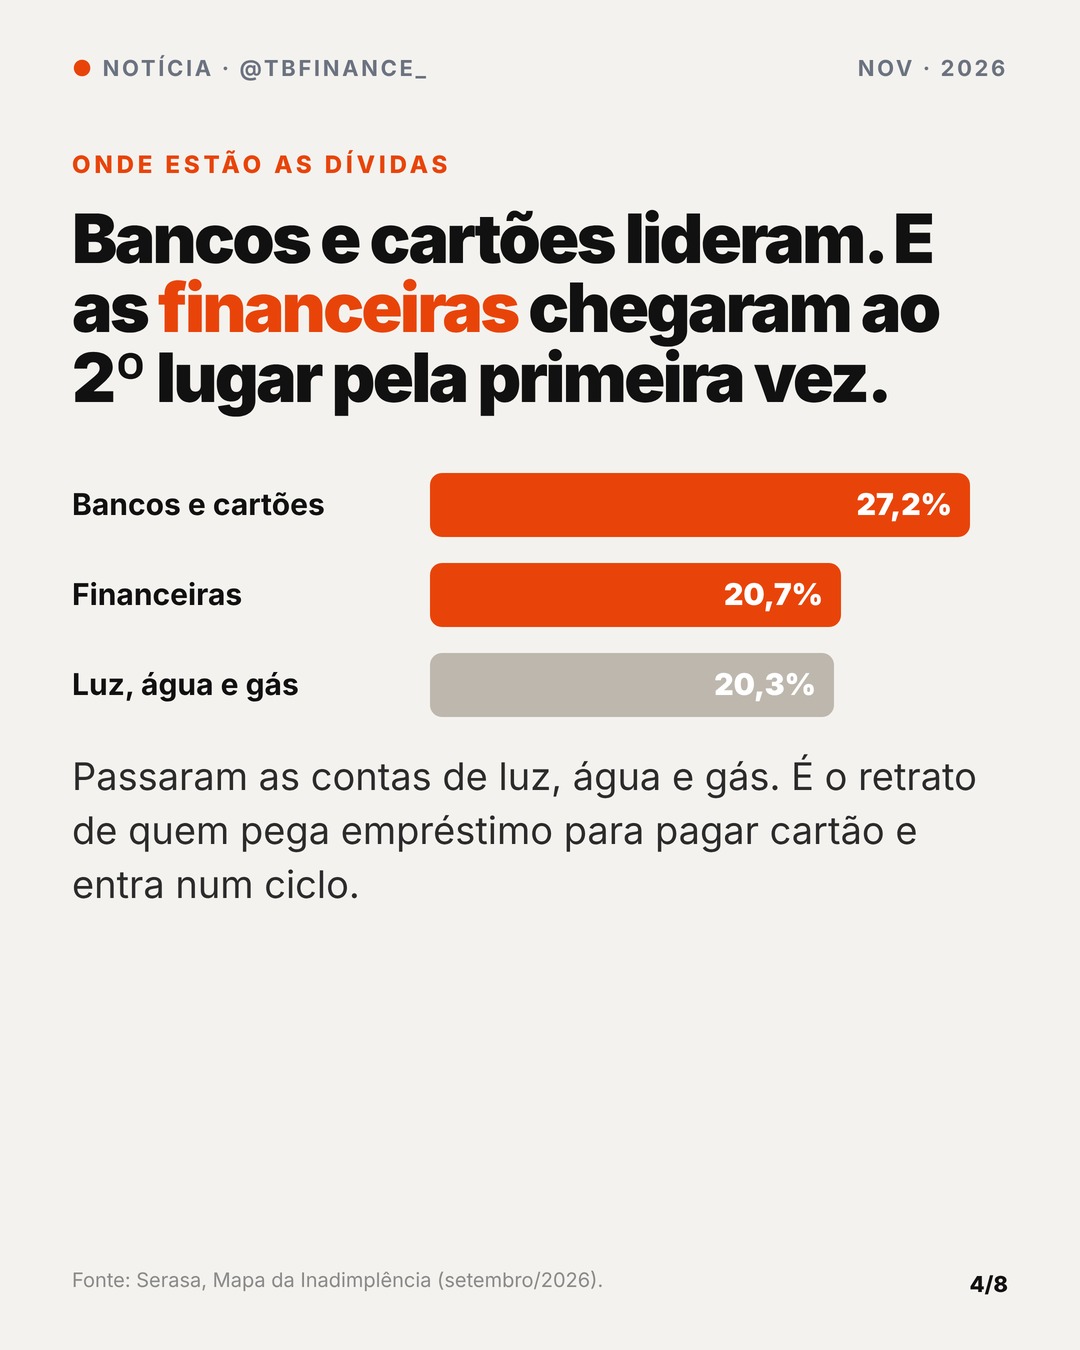 NOTÍCIA · @TBFINANCE_
NOV · 2026
ONDE ESTÃO AS DÍVIDAS
Bancos e cartões lideram. E
as financeiras chegaram ao
2º lugar pela primeira vez.
Bancos e cartões 27,2%
Financeiras 20,7%
Luz, água e gás 20,3%
Passaram as contas de luz, água e gás. É o retrato
de quem pega empréstimo para pagar cartão e
entra num ciclo.
Fonte: Serasa, Mapa da Inadimplência (setembro/2026).
4/8